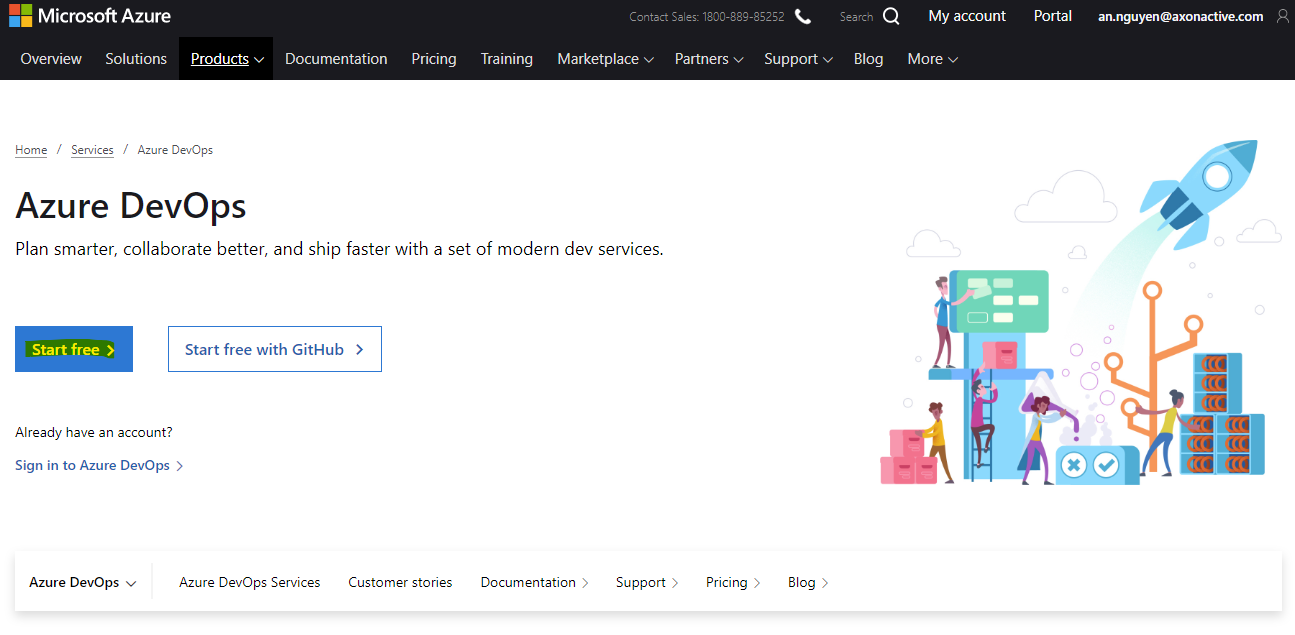 Microsoft Azure
Contact Sales: 1800-889-85252
Search
My account
Portal
an.nguyen@axonactive.com
Overview
Solutions
Products
Documentation
Pricing
Training
Marketplace
Partners
Support
Blog
More
Home / Services / Azure DevOps
Azure DevOps
Plan smarter, collaborate better, and ship faster with a set of modern dev services.
Start free
Start free with GitHub
Already have an account?
Sign in to Azure DevOps
Azure DevOps
Azure DevOps Services
Customer stories
Documentation
Support
Pricing
Blog